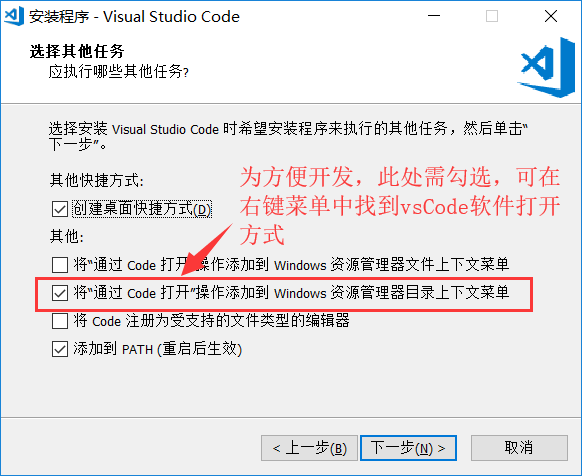 安装程序 - Visual Studio Code
选择其他任务
应执行哪些其他任务?
选择安装 Visual Studio Code 时希望安装程序来执行的其他任务，然后单击“
下一步”。
其他快捷方式:
创建桌面快捷方式(D)
为方便开发，此处需勾选，可在
右键菜单中找到vsCode软件打开
方式
其他:
将“通过 Code 打开”操作添加到 Windows 资源管理器文件上下文菜单
将“通过 Code 打开”操作添加到 Windows 资源管理器目录上下文菜单
将 Code 注册为受支持的文件类型的编辑器
添加到 PATH (重启后生效)
< 上一步(B)
下一步(N) >
取消